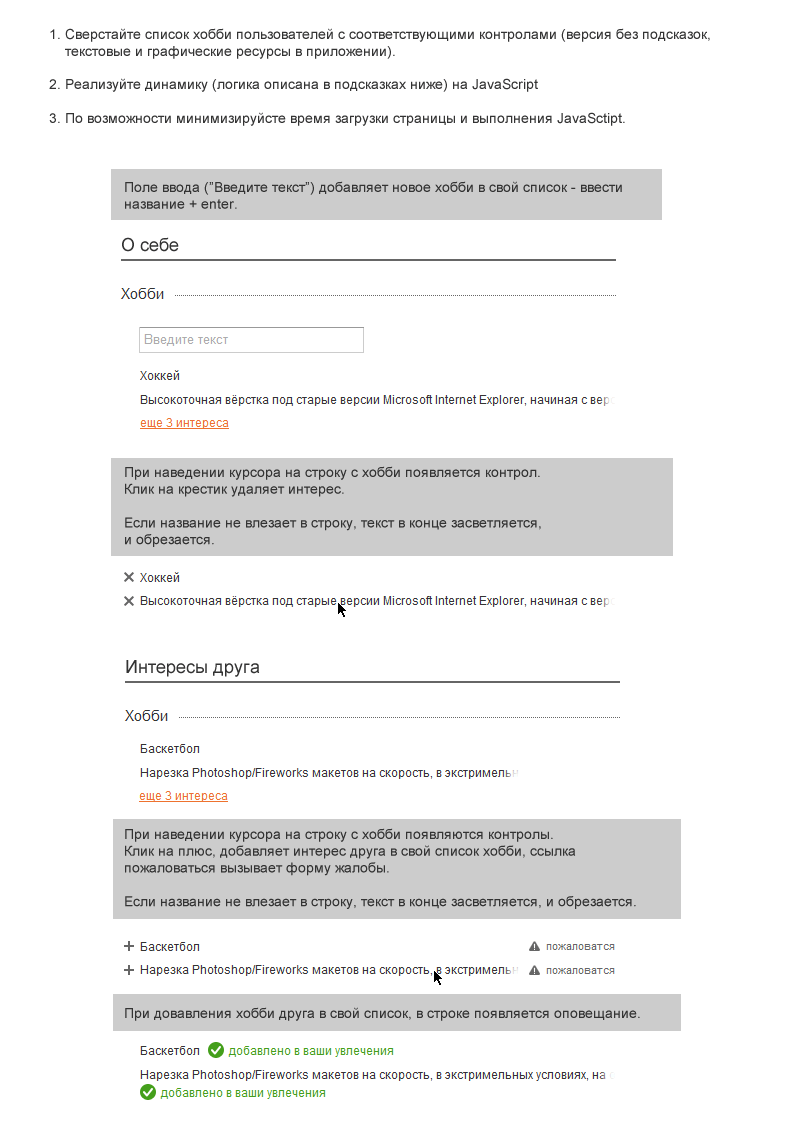 1. Сверстайте список хобби пользователей с соответствующими контролами (версия без подсказок,
текстовые и графические ресурсы в приложении).
2. Реализуйте динамику (логика описана в подсказках ниже) на JavaScript
3. По возможности минимизируйсте время загрузки страницы и выполнения JavaSctipt.
Поле ввода ("Введите текст") добавляет новое хобби в свой список - ввести
название + enter.
О себе
Хобби
Введите текст
Хоккей
Высокоточная вёрстка под старые версии Microsoft Internet Explorer, начиная с вер
еще 3 интереса
При наведении курсора на строку с хобби появляется контрол.
Клик на крестик удаляет интерес.
Если название не влезает в строку, текст в конце засветляется,
и обрезается.
Хоккей
Высокоточная вёрстка под старые версии Microsoft Internet Explorer, начиная с вер
Интересы друга
Хобби
Баскетбол
Нарезка Photoshop/Fireworks макетов на скорость, в экстримельн
еще 3 интереса
При наведении курсора на строку с хобби появляются контролы.
Клик на плюс, добавляет интерес друга в свой список хобби, ссылка
пожаловаться вызывает форму жалобы.
Если название не влезает в строку, текст в конце засветляется, и обрезается.
Баскетбол пожаловатся
Нарезка Photoshop/Fireworks макетов на скорость, в экстримельн пожаловатся
При довавления хобби друга в свой список, в строке появляется оповещание.
Баскетбол добавлено в ваши увлечения
Нарезка Photoshop/Fireworks макетов на скорость, в экстримельных условиях, на с
добавлено в ваши увлечения